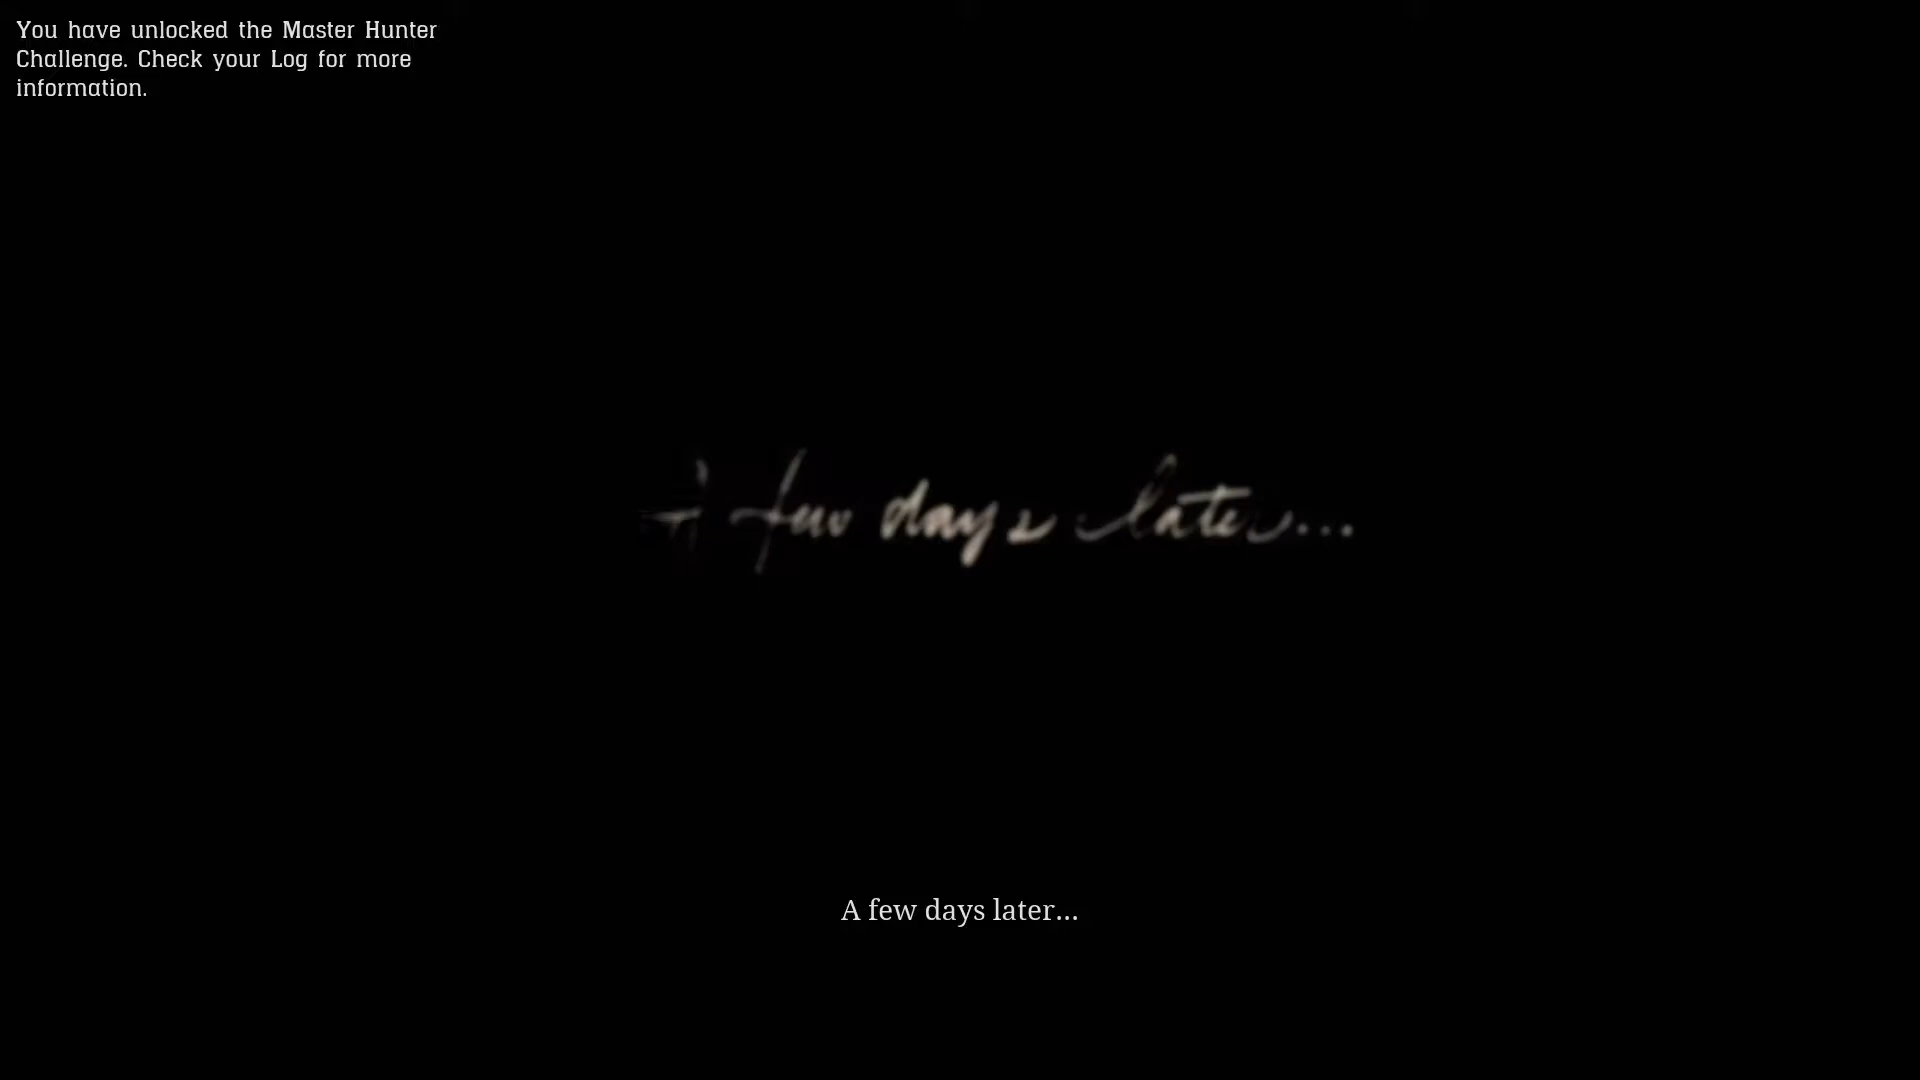 You have unlocked the Master Hunter
Challenge. Check your Log for more
information.
A few days later...
A few days later...